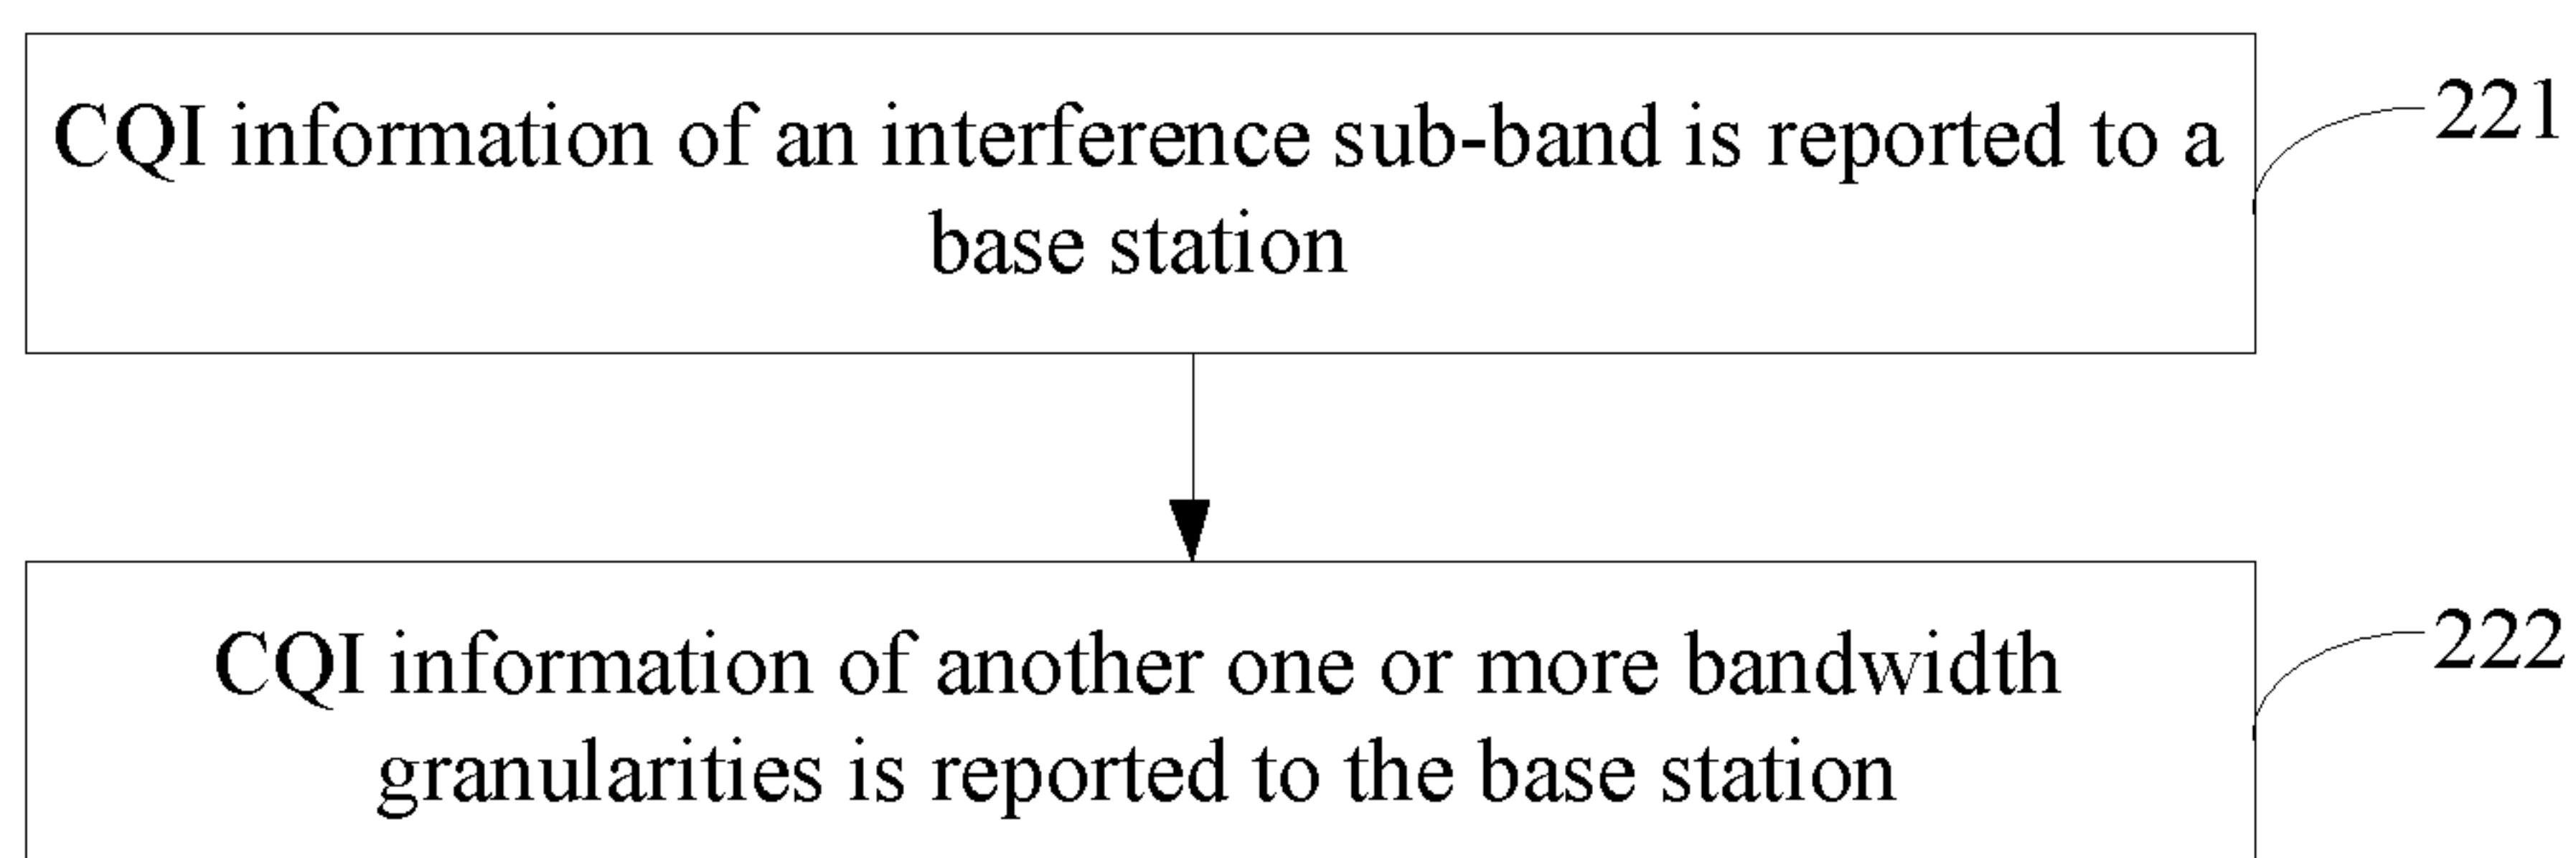 CQI information of an interference sub-band is reported to a
base station
221
CQI information of another one or more bandwidth
granularities is reported to the base station
222